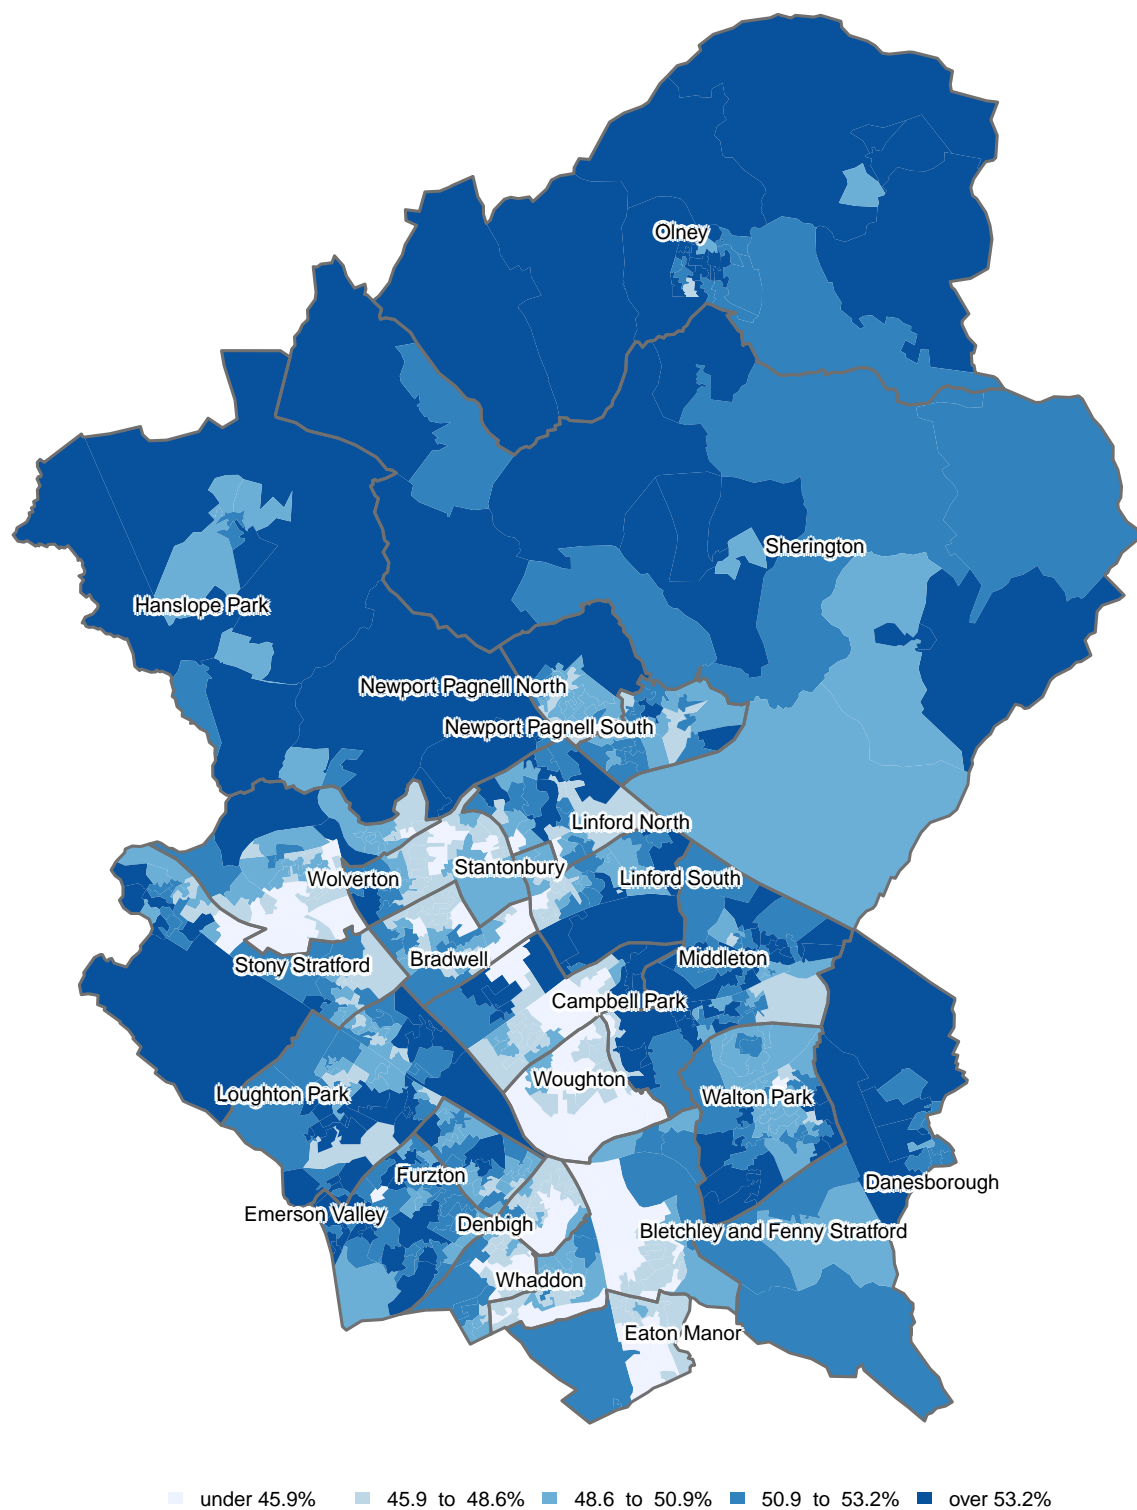 Olney
Sherington
Hanslope Park
Newport Pagnell North
Newport Pagnell South
Linford North
Stantonbury
Wolverton
Linford South
Bradwell
Middleton
Stony Stratford
Campbell Park
Woughton
Loughton Park
Walton Park
Furzton
Danesborough
Emerson Valley
Denbigh
Bletchley and Fenny Stratford
Whaddon
Eaton Manor
under 45.9% 45.9 to 48.6% 48.6 to 50.9% 50.9 to 53.2% over 53.2%